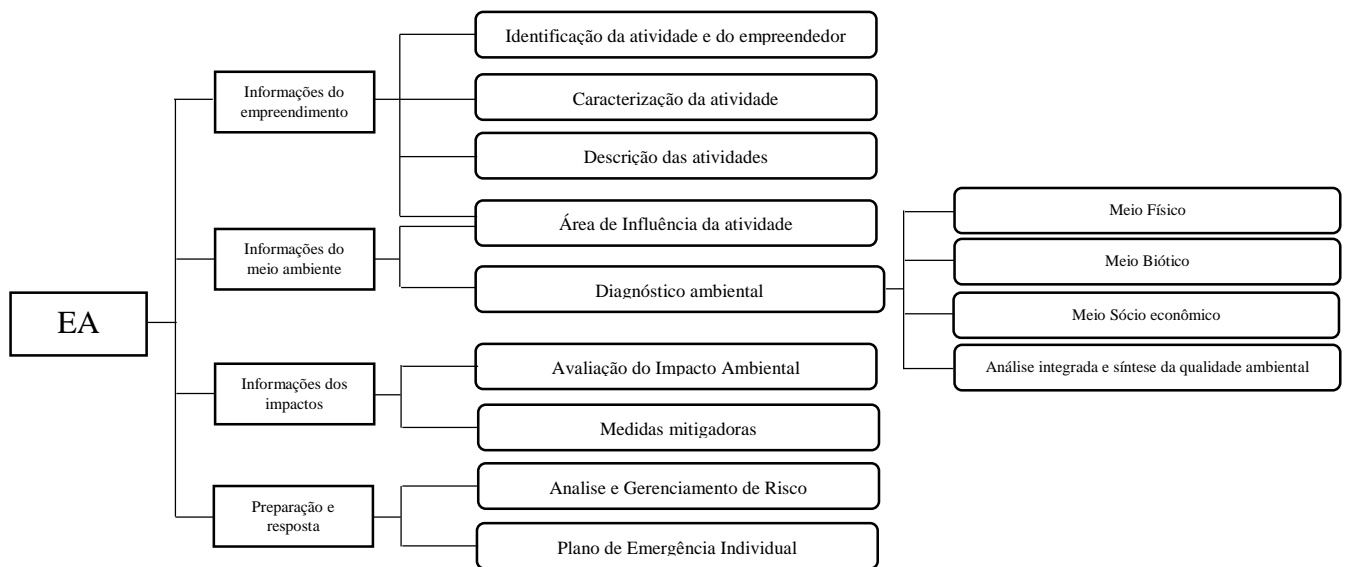 EA
Informações do
empreendimento
Identificação da atividade e do empreendedor
Caracterização da atividade
Descrição das atividades
Informações do
meio ambiente
Área de Influência da atividade
Diagnóstico ambiental
Meio Físico
Meio Biótico
Meio Sócio econômico
Análise integrada e síntese da qualidade ambiental
Informações dos
impactos
Avaliação do Impacto Ambiental
Medidas mitigadoras
Preparação e
resposta
Analise e Gerenciamento de Risco
Plano de Emergência Individual